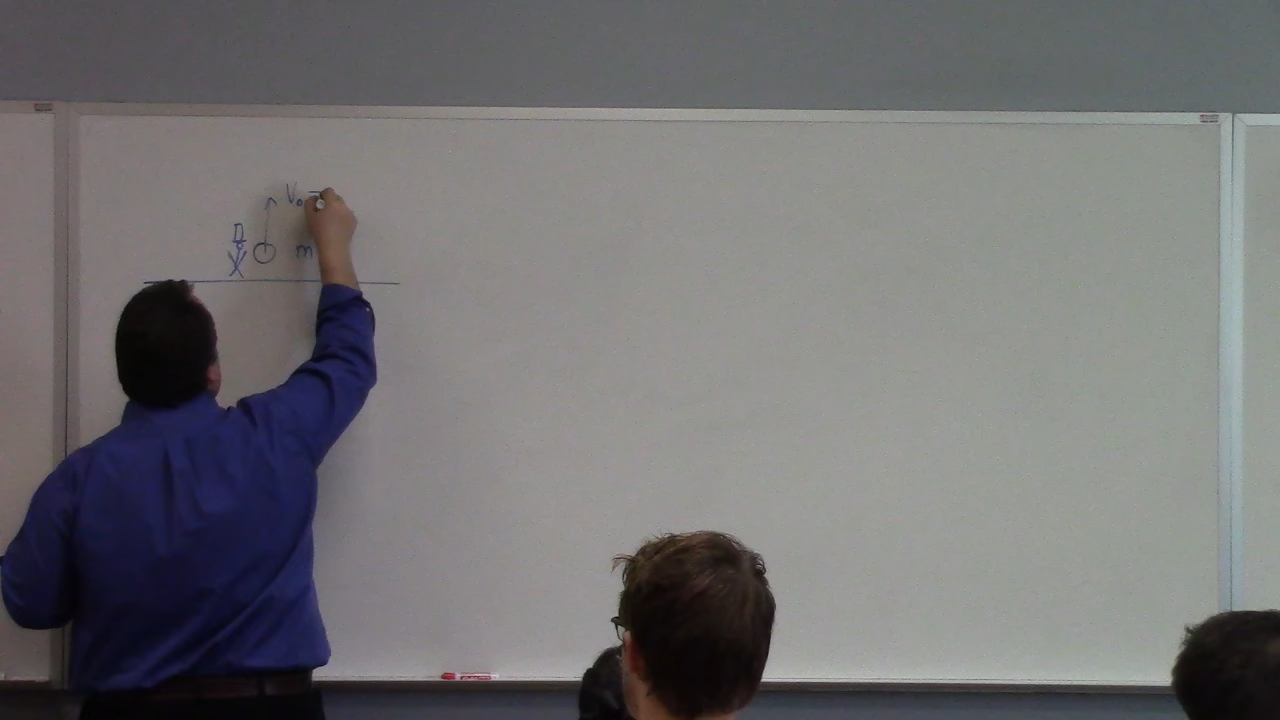 V₀ =
m